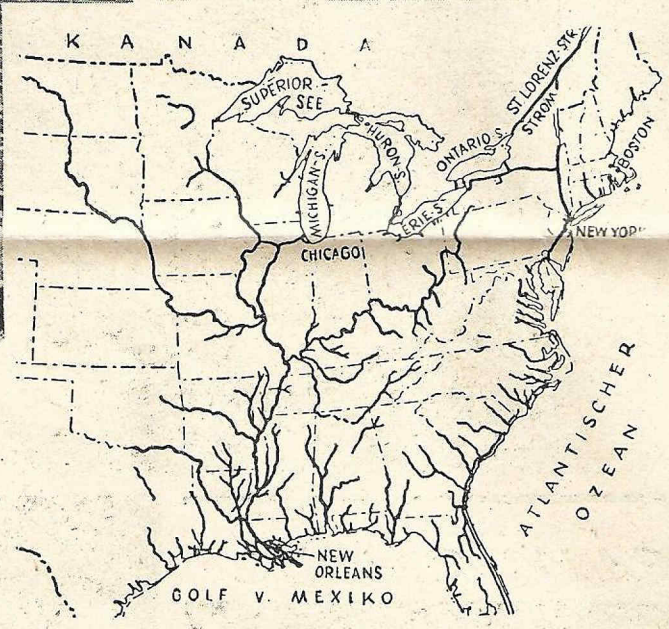 KANADA
SUPERIOR-
SEE
ST LORENZ-STR
STROM
HURON-S.
ONTARIO S.
MICHIGAN-S.
ERIE-S
BOSTON
NEW YORK
CHICAGO
ATLANTISCHER
OZEAN
NEW
ORLEANS
GOLF V. MEXIKO